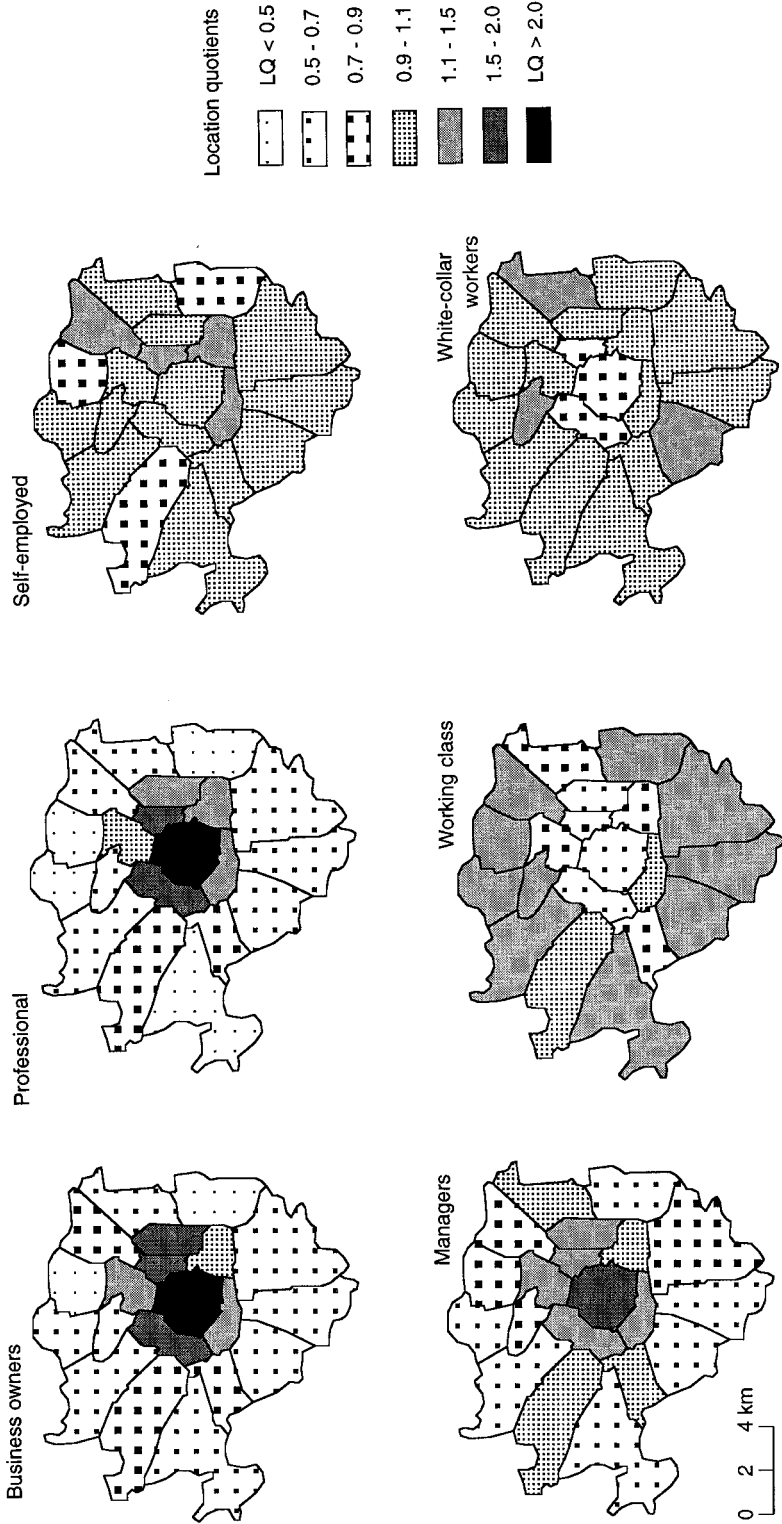 Business owners
Professional
Self-employed
Location quotients
LQ < 0.5
0.5 - 0.7
0.7 - 0.9
0.9 - 1.1
1.1 - 1.5
1.5 - 2.0
LQ > 2.0
Managers
Working class
White-collar
workers
0 2 4 km